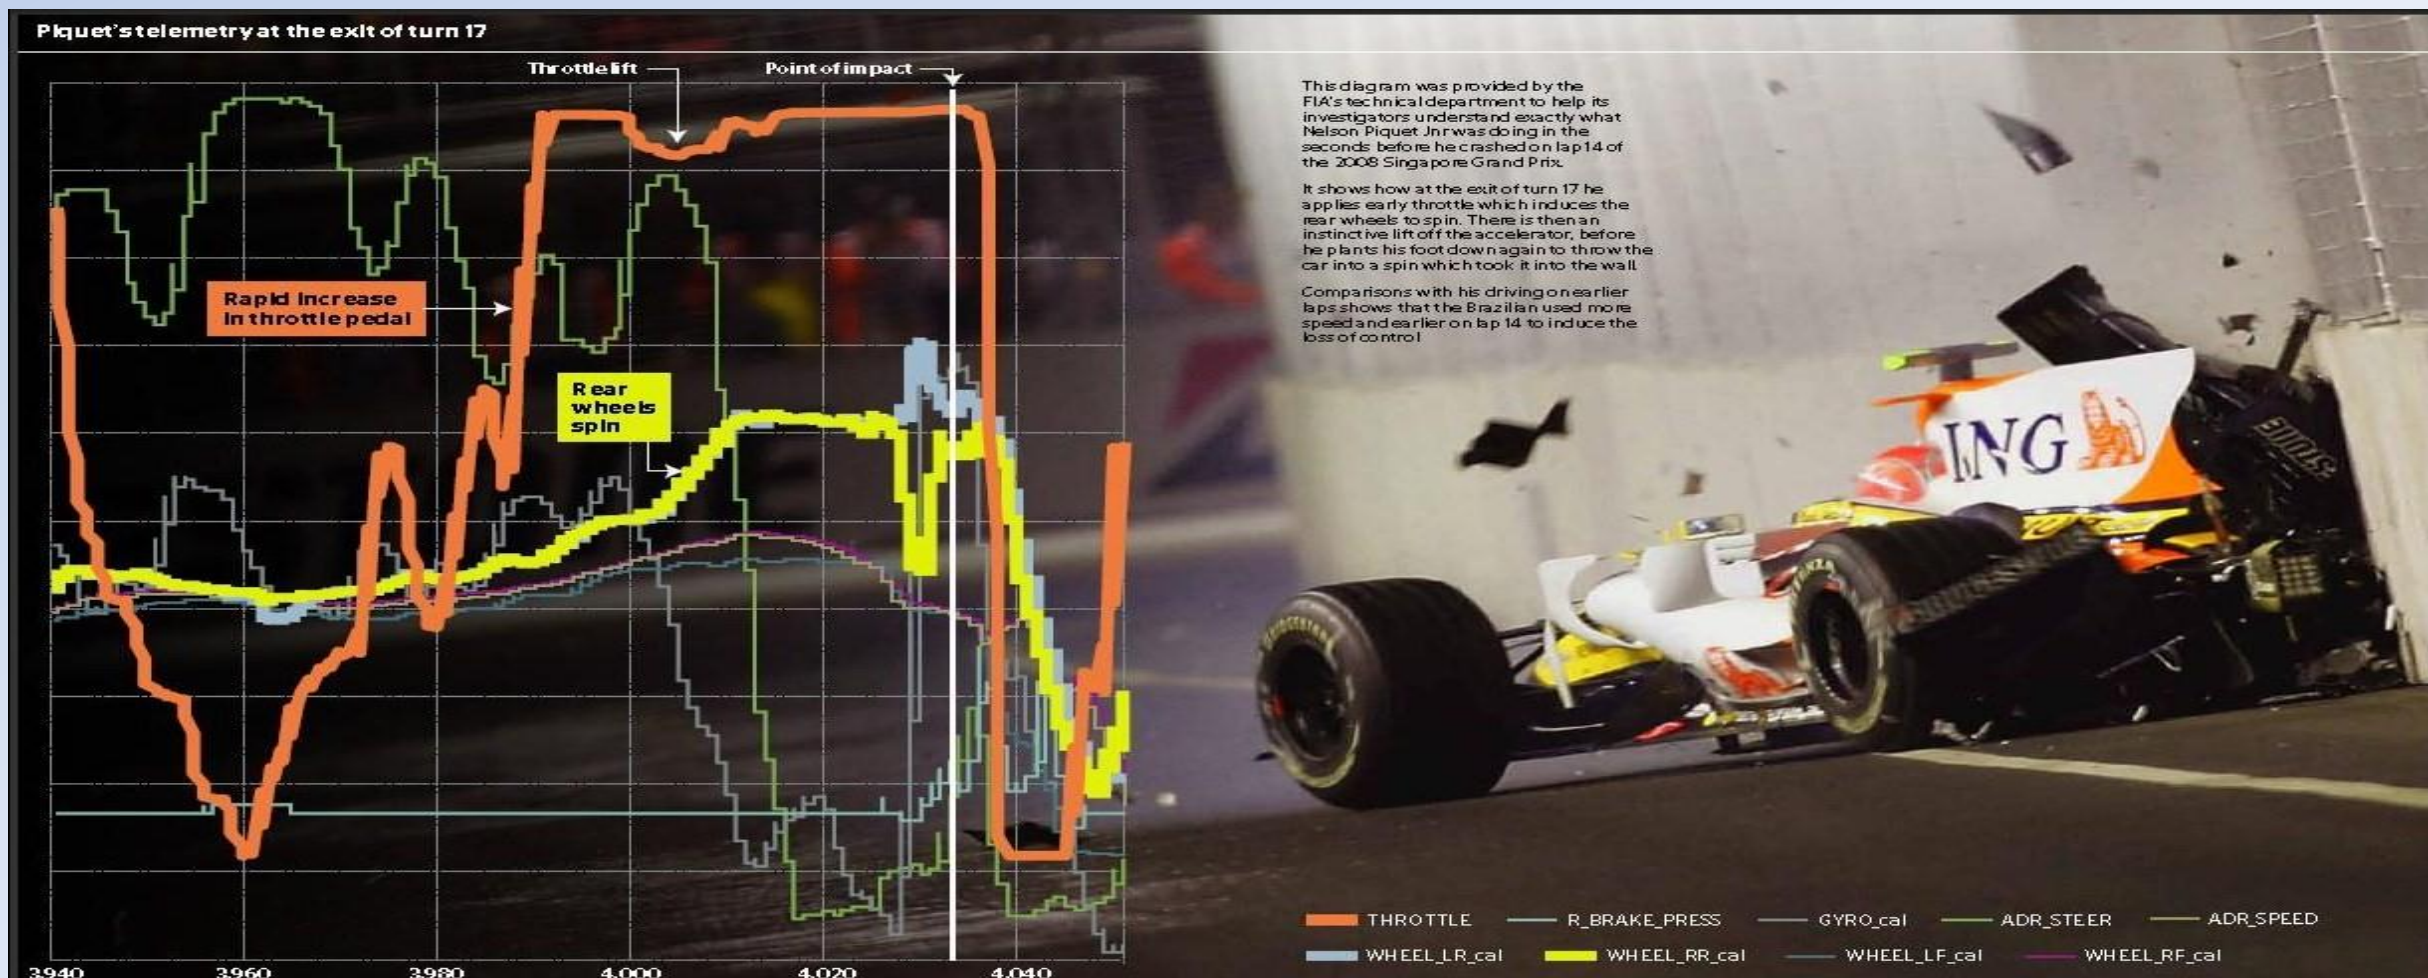 Piquet's telemetry at the exit of turn 17
Throttle lift
Point of impact
Rapid increase
in throttle pedal
Rear
wheels
spin
This diagram was provided by the
FIA's technical department to help its
investigators understand exactly what
Nelson Piquet Jnr was doing in the
seconds before he crashed on lap 14 of
the 2008 Singapore Grand Prix.
It shows how at the exit of turn 17 he
applies early throttle which induces the
rear wheels to spin. There is then an
instinctive lift off the accelerator, before
he plants his foot down again to throw the
car into a spin which took it into the wall.
Comparisons with his driving on earlier
laps shows that the Brazilian used more
speed and earlier on lap 14 to induce the
loss of control
ING
BRIDGESTONE
3.940 3.960 3.980 4.000 4.020 4.040
THROTTLE R_BRAKE_PRESS GYRO_cal ADR_STEER ADR_SPEED
WHEEL_LR_cal WHEEL_RR_cal WHEEL_LF_cal WHEEL_RF_cal